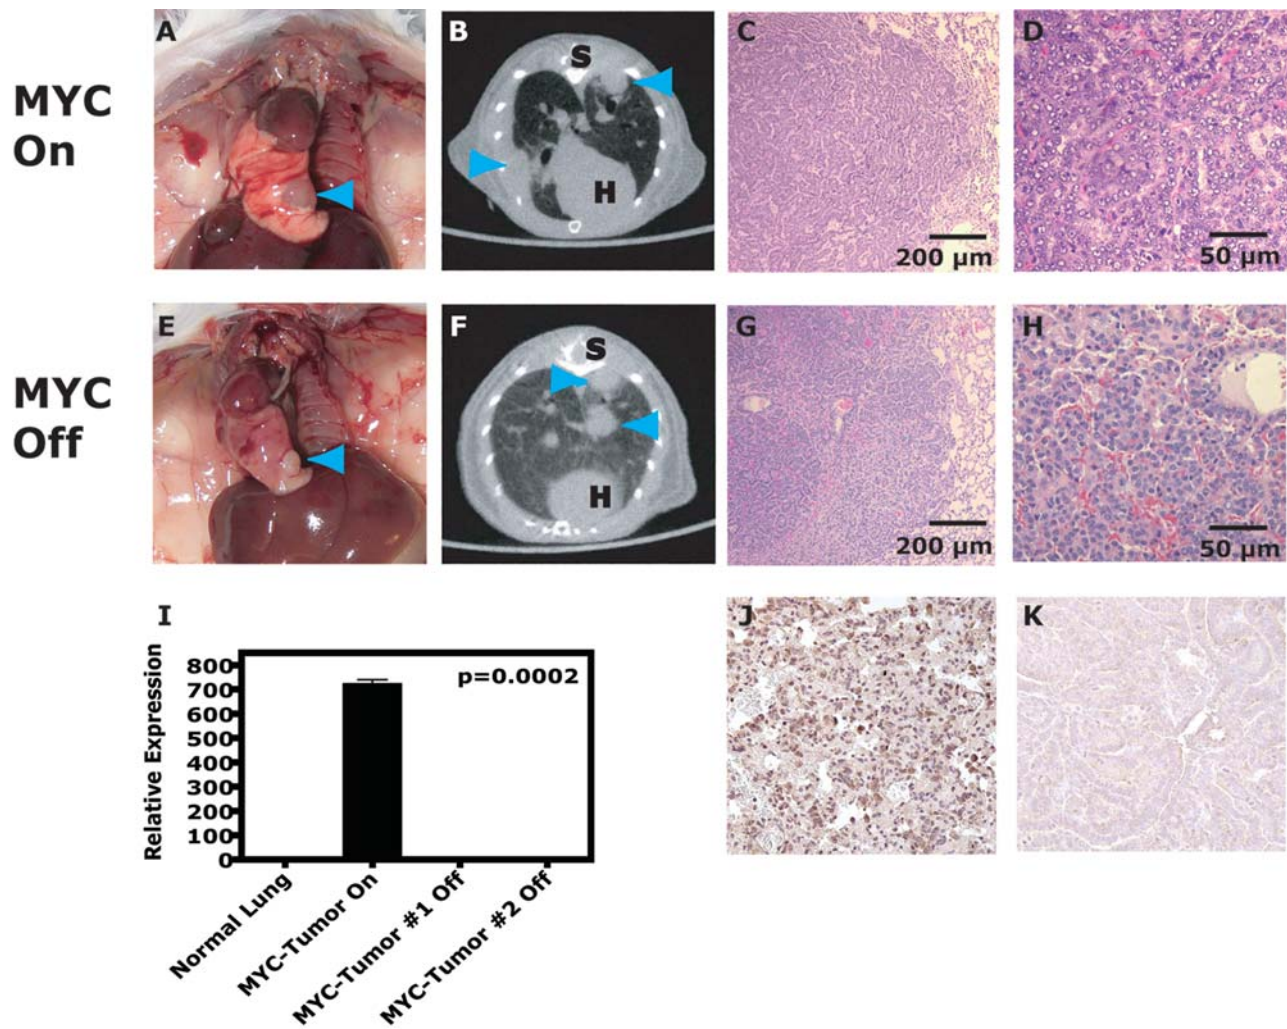 MYC
On
A
B
S
H
C
200 µm
D
50 µm
MYC
Off
E
F
S
H
G
200 µm
H
50 µm
I
Relative Expression
800
700
600
500
400
300
200
100
0
p=0.0002
Normal Lung
MYC-Tumor On
MYC-Tumor #1 Off
MYC-Tumor #2 Off
J
K